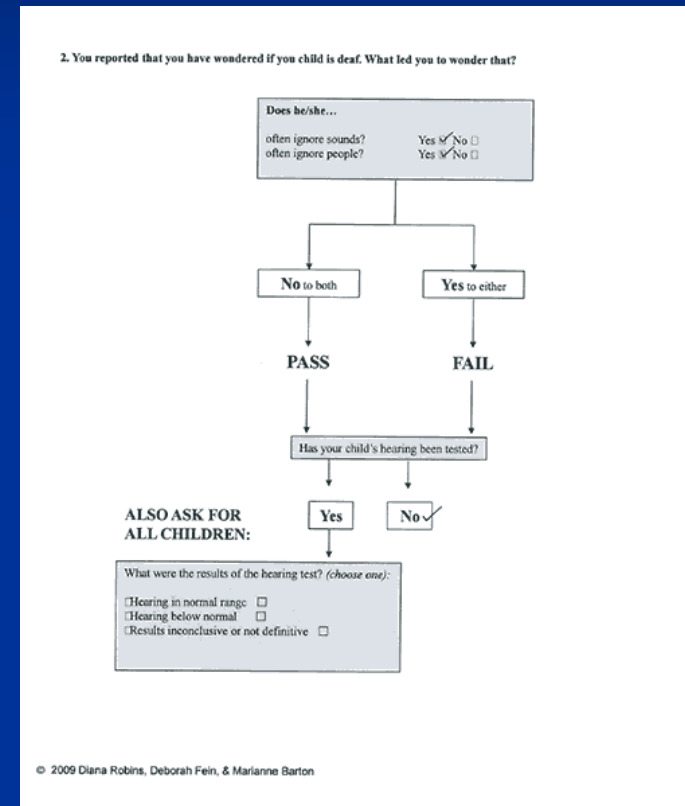 2. You reported that you have wondered if you child is deaf. What led you to wonder that?
Does he/she...
often ignore sounds? Yes ☑ No ☐
often ignore people? Yes ☑ No ☐
No to both
Yes to either
PASS
FAIL
Has your child's hearing been tested?
ALSO ASK FOR
ALL CHILDREN:
Yes
No ✓
What were the results of the hearing test? (choose one):
☐Hearing in normal range ☐
☐Hearing below normal ☐
☐Results inconclusive or not definitive ☐
© 2009 Diana Robins, Deborah Fein, & Marianne Barton